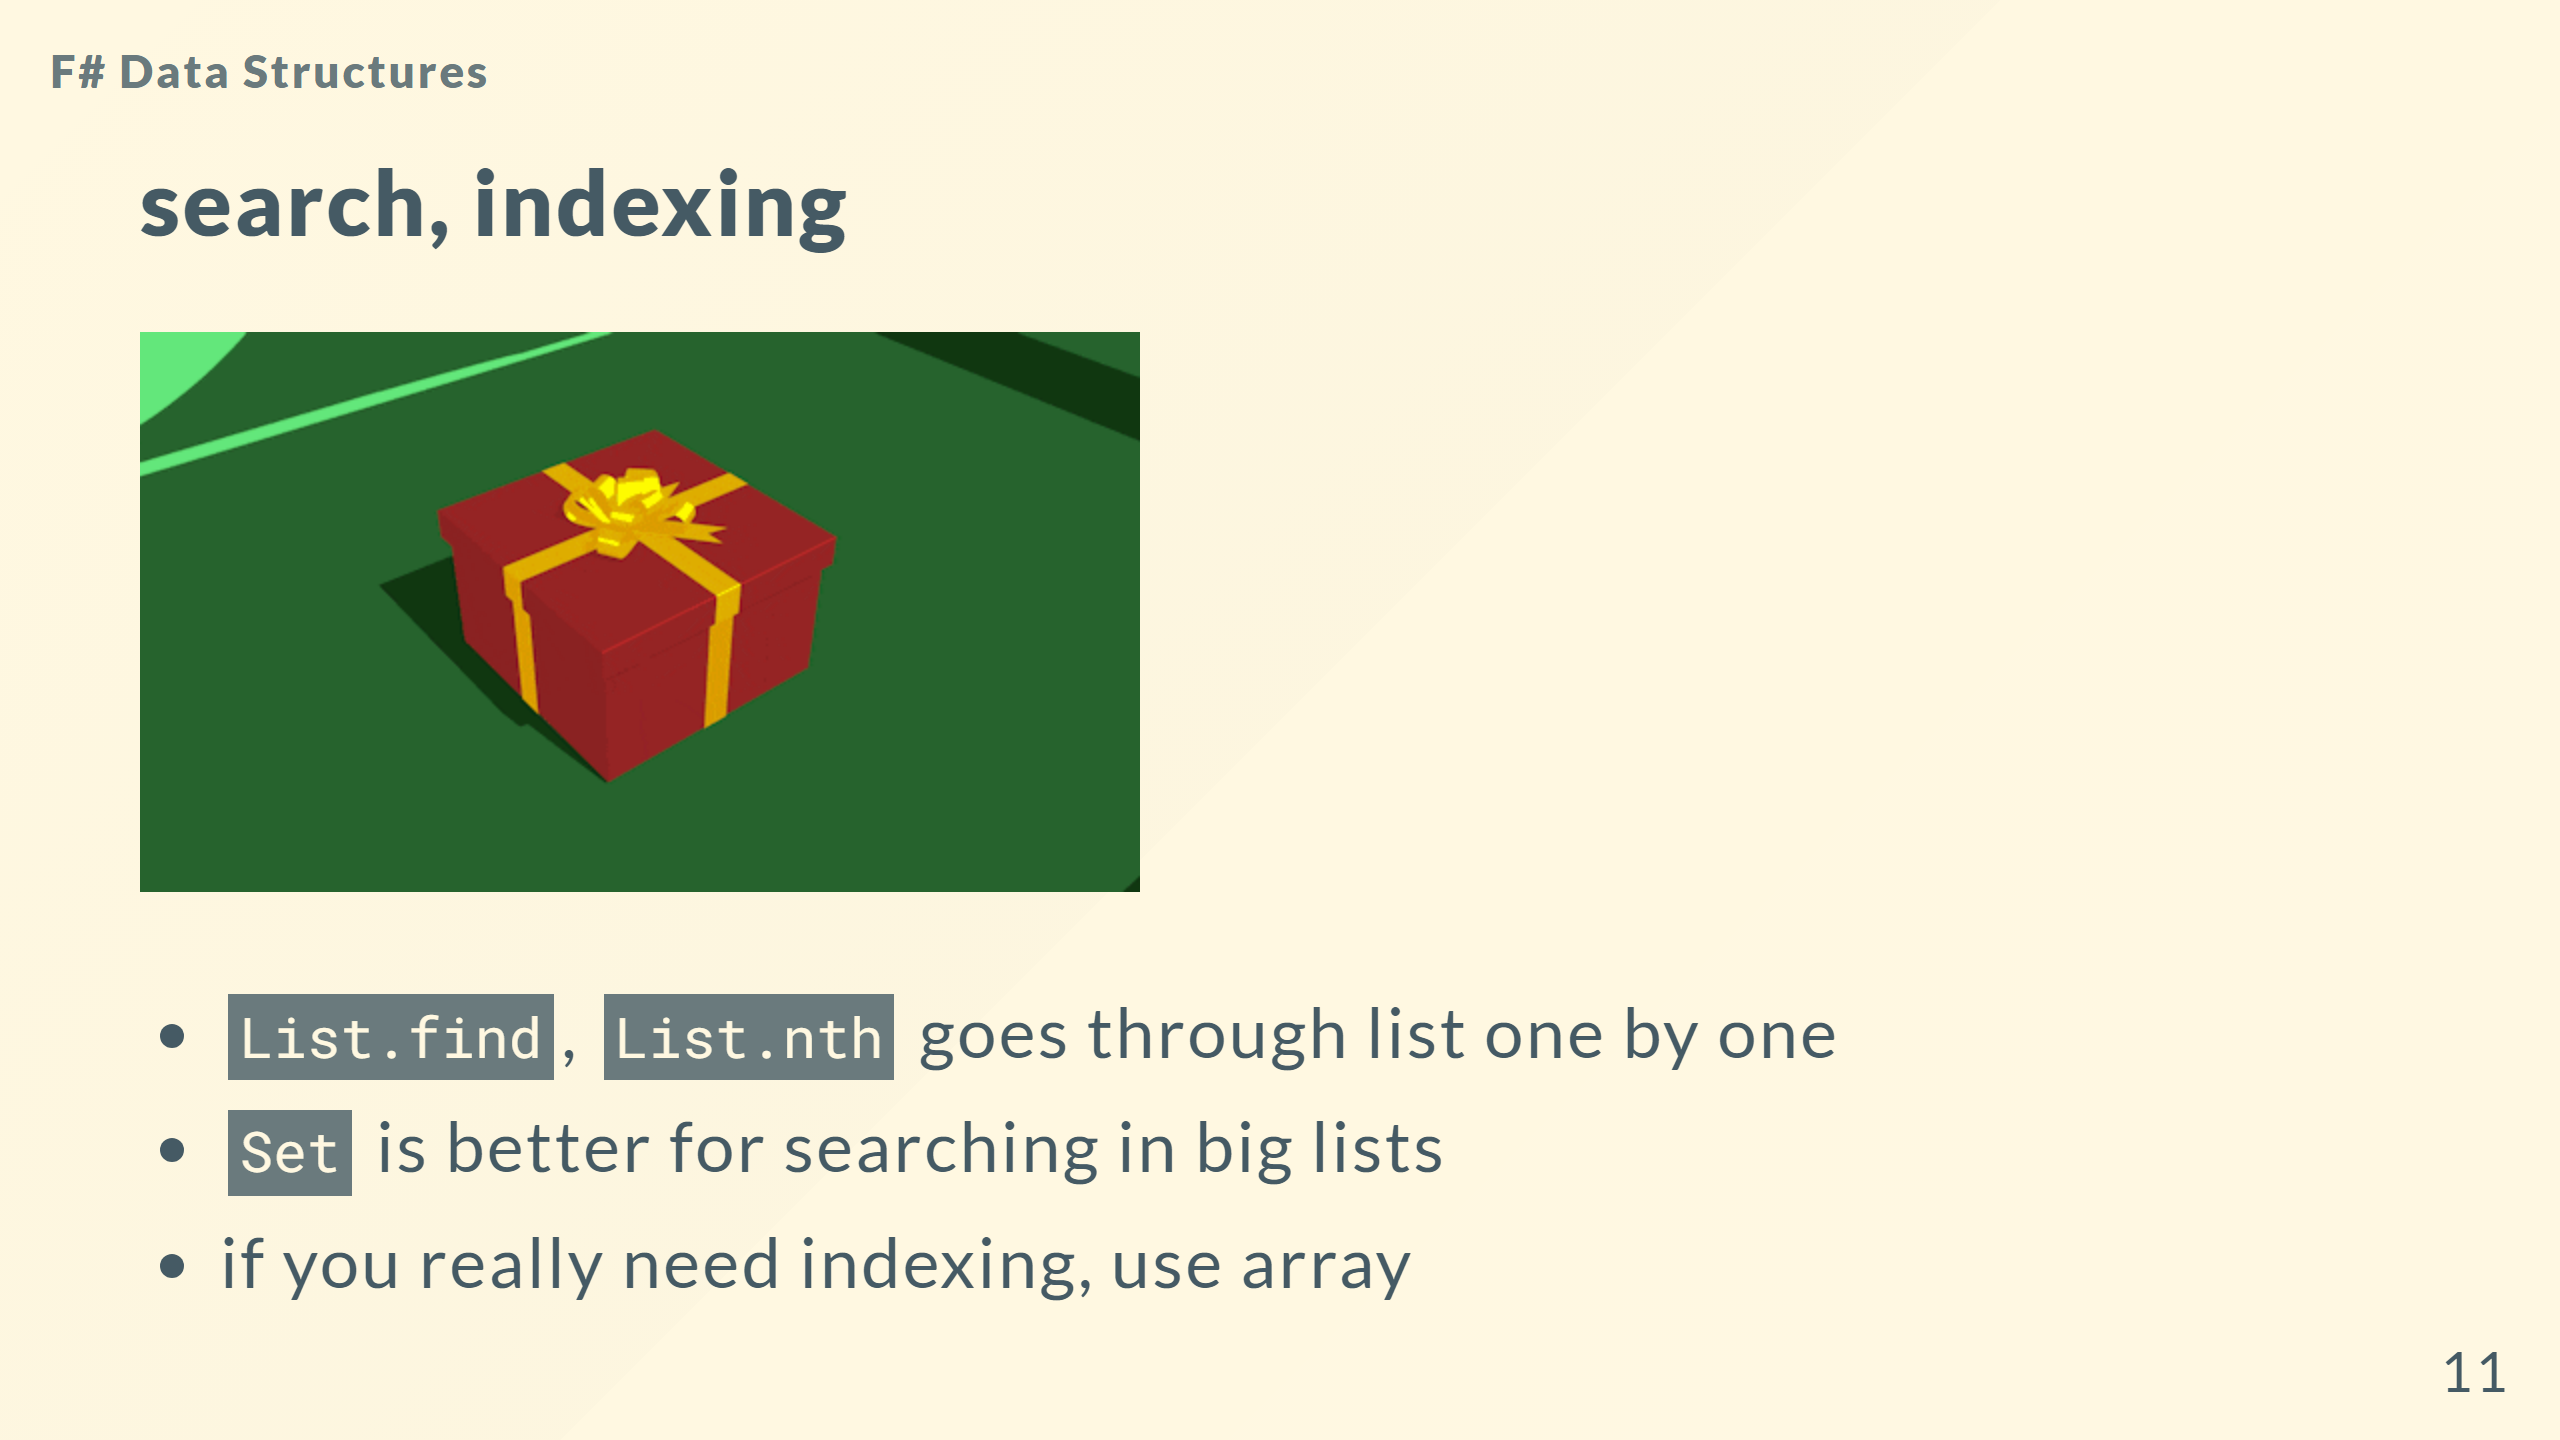 F# Data Structures
search, indexing
List.find, List.nth goes through list one by one
Set is better for searching in big lists
if you really need indexing, use array
11